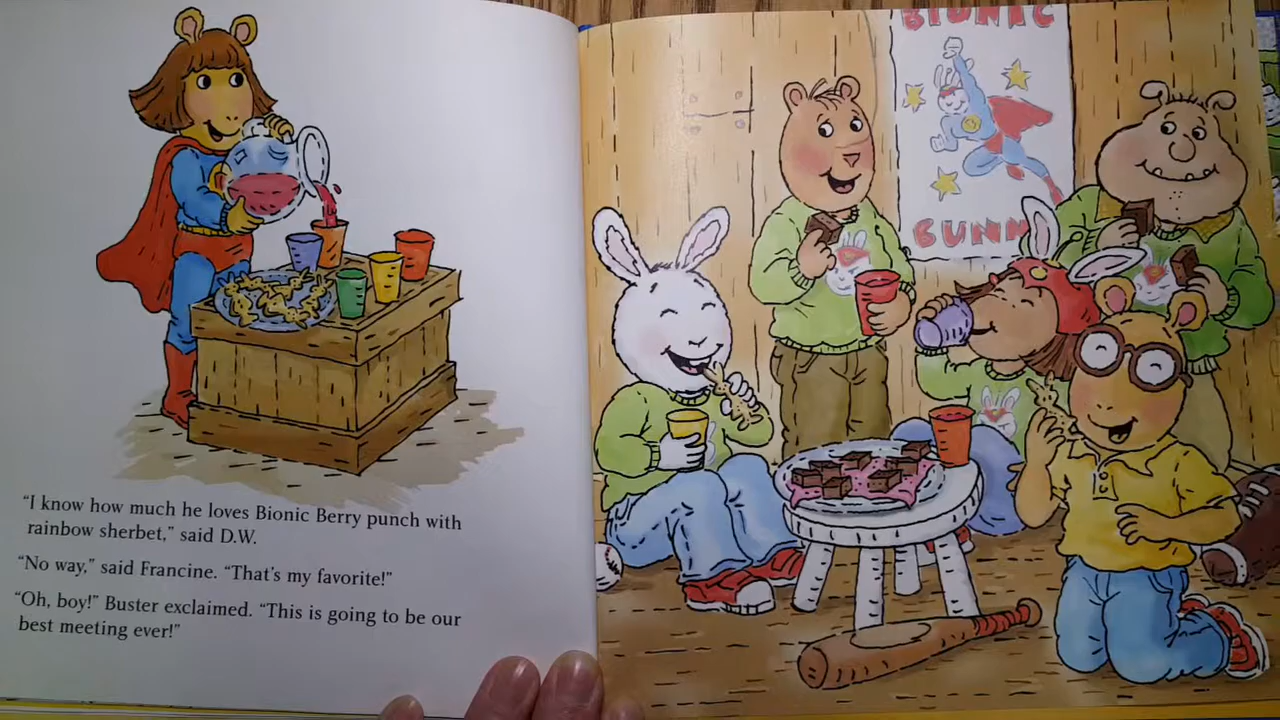 “I know how much he loves Bionic Berry punch with
rainbow sherbet,” said D.W.
“No way,” said Francine. “That’s my favorite!”
“Oh, boy!” Buster exclaimed. “This is going to be our
best meeting ever!”
BIONIC
BUNN